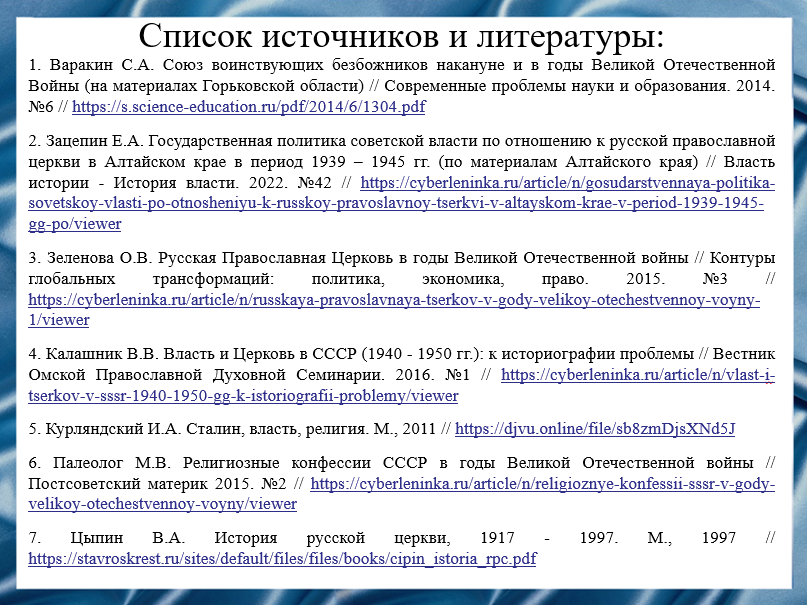 Список источников и литературы:
1. Варакин С.А. Союз воинствующих безбожников накануне и в годы Великой Отечественной
Войны (на материалах Горьковской области) // Современные проблемы науки и образования. 2014.
№6 // https://s.science-education.ru/pdf/2014/6/1304.pdf
2. Зацепин Е.А. Государственная политика советской власти по отношению к русской православной
церкви в Алтайском крае в период 1939 – 1945 гг. (по материалам Алтайского края) // Власть
истории - История власти. 2022. №42 // https://cyberleninka.ru/article/n/gosudarstvennaya-politika-
sovetskoy-vlasti-po-otnosheniyu-k-russkoy-pravoslavnoy-tserkvi-v-altayskom-krae-v-period-1939-1945-
gg-po/viewer
3. Зеленова О.В. Русская Православная Церковь в годы Великой Отечественной войны // Контуры
глобальных трансформаций: политика, экономика, право. 2015. №3 //
https://cyberleninka.ru/article/n/russkaya-pravoslavnaya-tserkov-v-gody-velikoy-otechestvennoy-voyny-
1/viewer
4. Калашник В.В. Власть и Церковь в СССР (1940 - 1950 гг.): к историографии проблемы // Вестник
Омской Православной Духовной Семинарии. 2016. №1 // https://cyberleninka.ru/article/n/vlast-i-
tserkov-v-sssr-1940-1950-gg-k-istoriografii-problemy/viewer
5. Курляндский И.А. Сталин, власть, религия. М., 2011 // https://djvu.online/file/sb8zmDjsXNd5J
6. Палеолог М.В. Религиозные конфессии СССР в годы Великой Отечественной войны //
Постсоветский материк 2015. №2 // https://cyberleninka.ru/article/n/religioznye-konfessii-sssr-v-gody-
velikoy-otechestvennoy-voyny/viewer
7. Цыпин В.А. История русской церкви, 1917 - 1997. М., 1997 //
https://stavroskrest.ru/sites/default/files/files/books/cipin_istoria_rpc.pdf